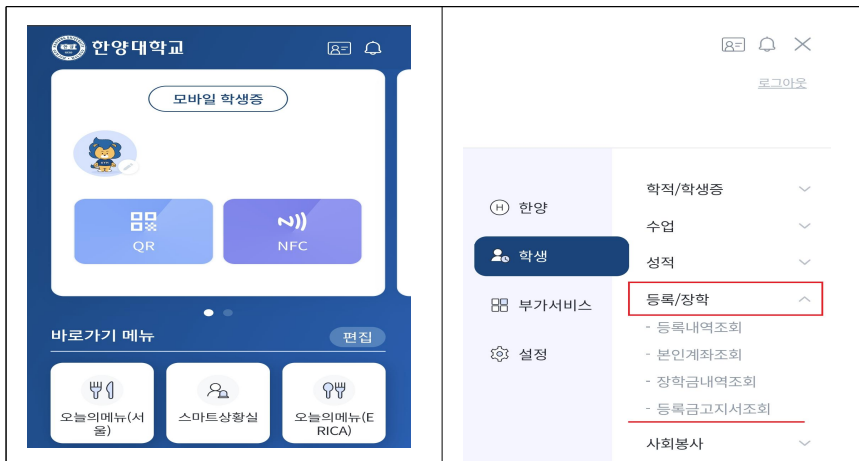 한양대학교
모바일 학생증
QR
NFC
바로가기 메뉴
편집
오늘의메뉴(서
울)
스마트상황실
오늘의메뉴(E
RICA)
로그아웃
H 한양
학생
부가서비스
설정
학적/학생증
수업
성적
등록/장학
- 등록내역조회
- 본인계좌조회
- 장학금내역조회
- 등록금고지서조회
사회봉사